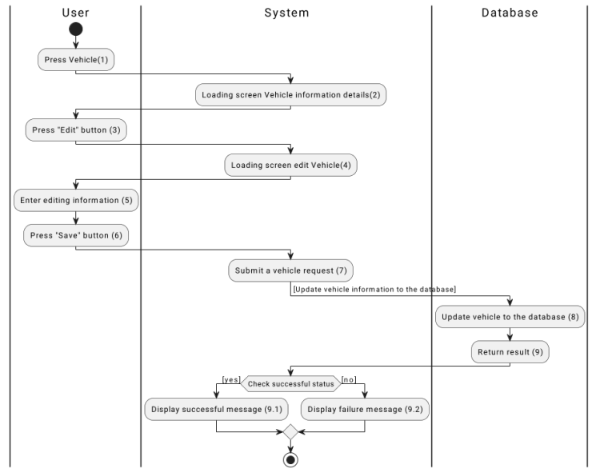 User
System
Database
Press Vehicle(1)
Loading screen Vehicle information details(2)
Press "Edit" button (3)
Loading screen edit Vehicle(4)
Enter editing information (5)
Press "Save" button (6)
Submit a vehicle request (7)
[Update vehicle information to the database]
Update vehicle to the database (8)
Return result (9)
[yes]
Check successful status
[no]
Display successful message (9.1)
Display failure message (9.2)